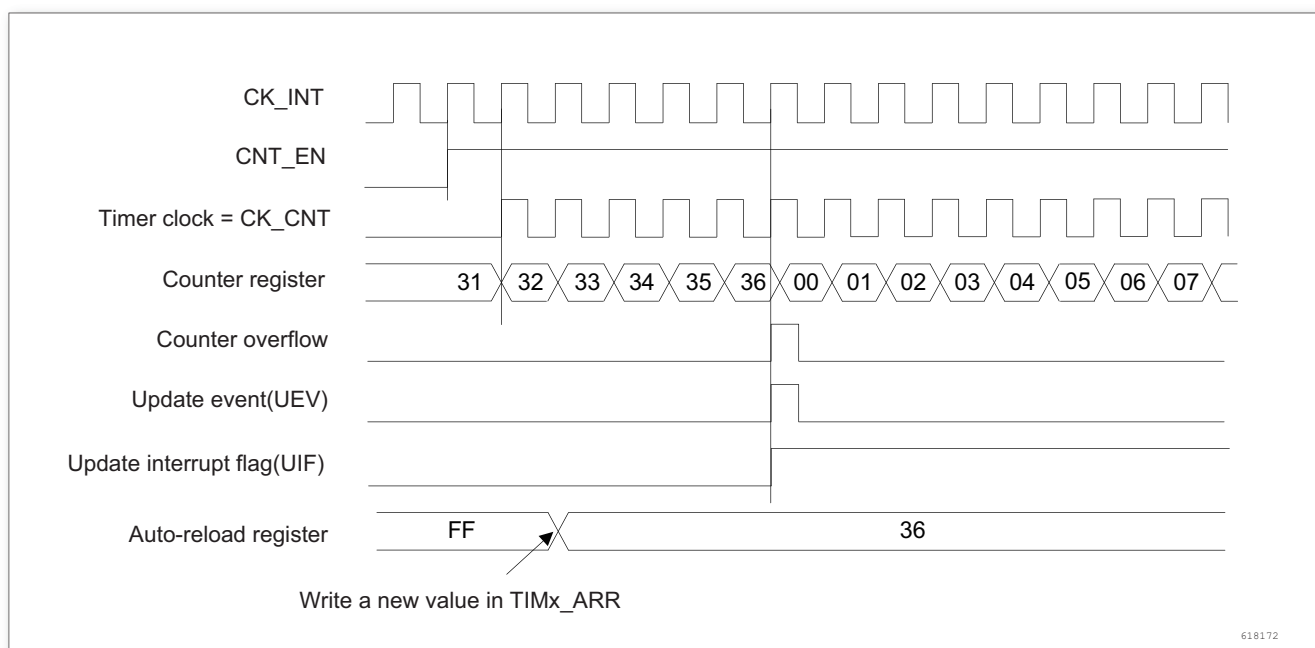 CK_INT
CNT_EN
Timer clock = CK_CNT
Counter register 31 32 33 34 35 36 00 01 02 03 04 05 06 07
Counter overflow
Update event(UEV)
Update interrupt flag(UIF)
Auto-reload register FF 36
Write a new value in TIMx_ARR
618172